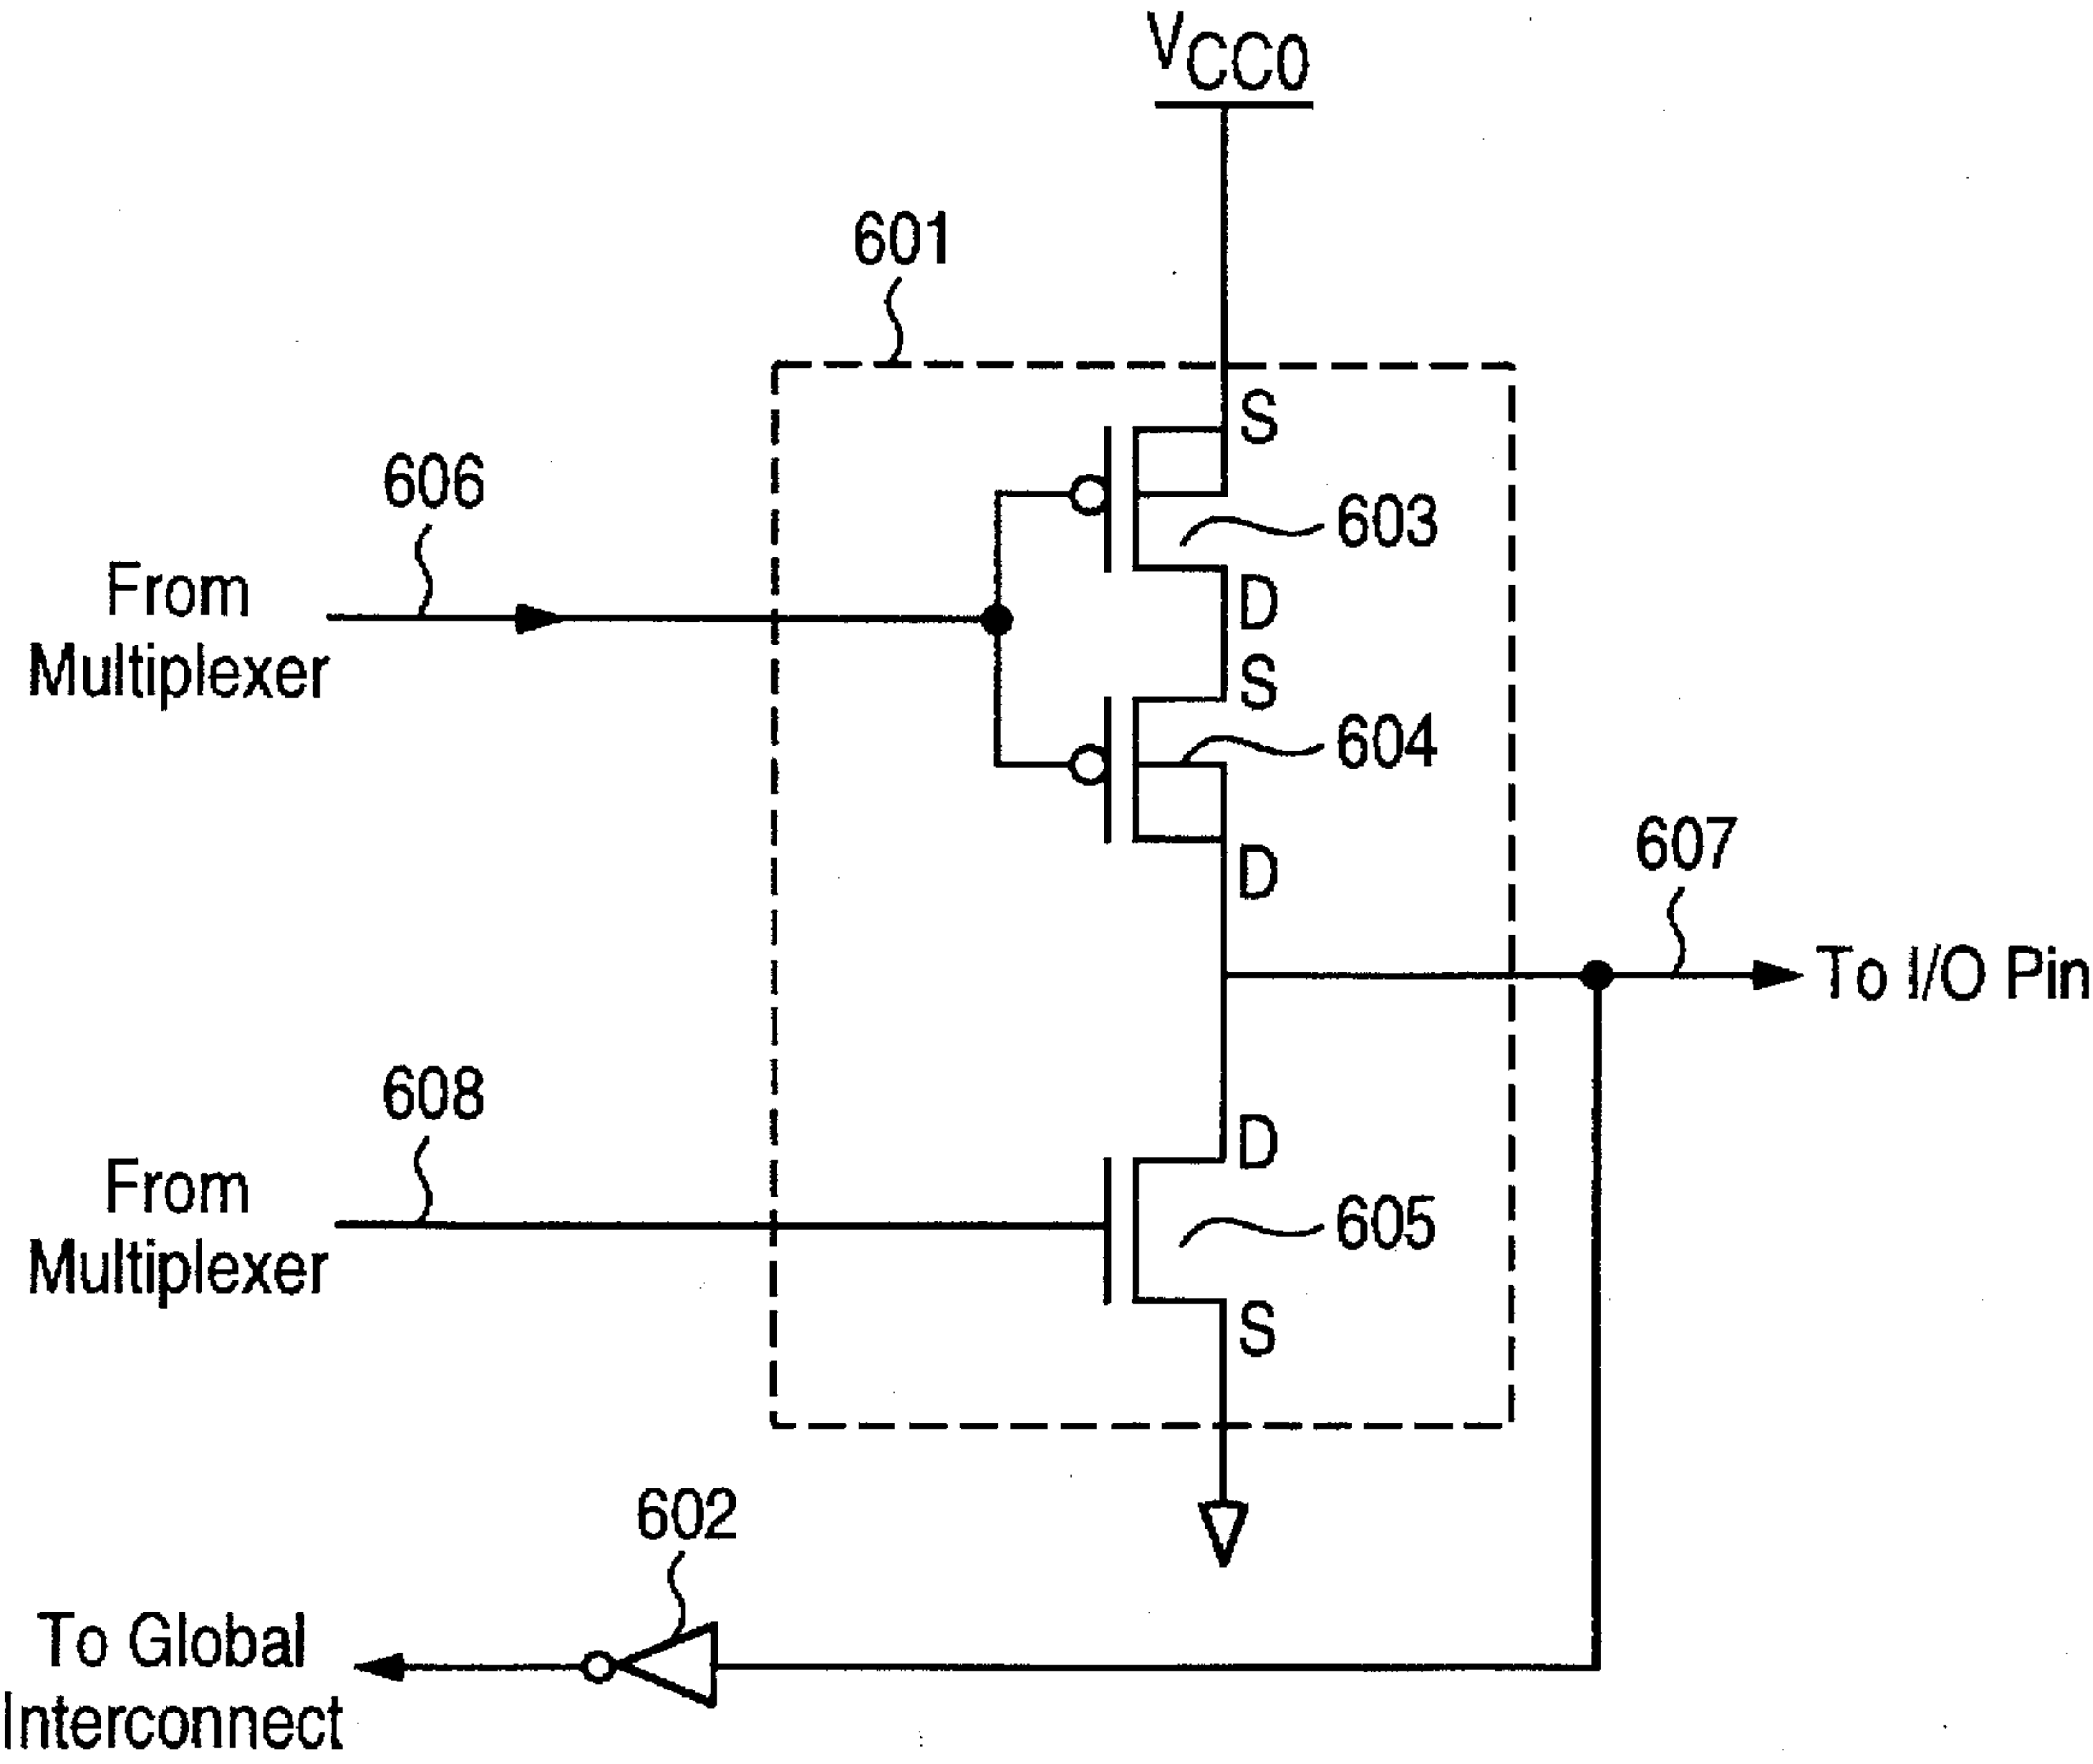 VCC0
601
S
606
603
From
Multiplexer
D
S
604
D
607
To I/O Pin
608
D
From
Multiplexer
605
S
602
To Global
Interconnect